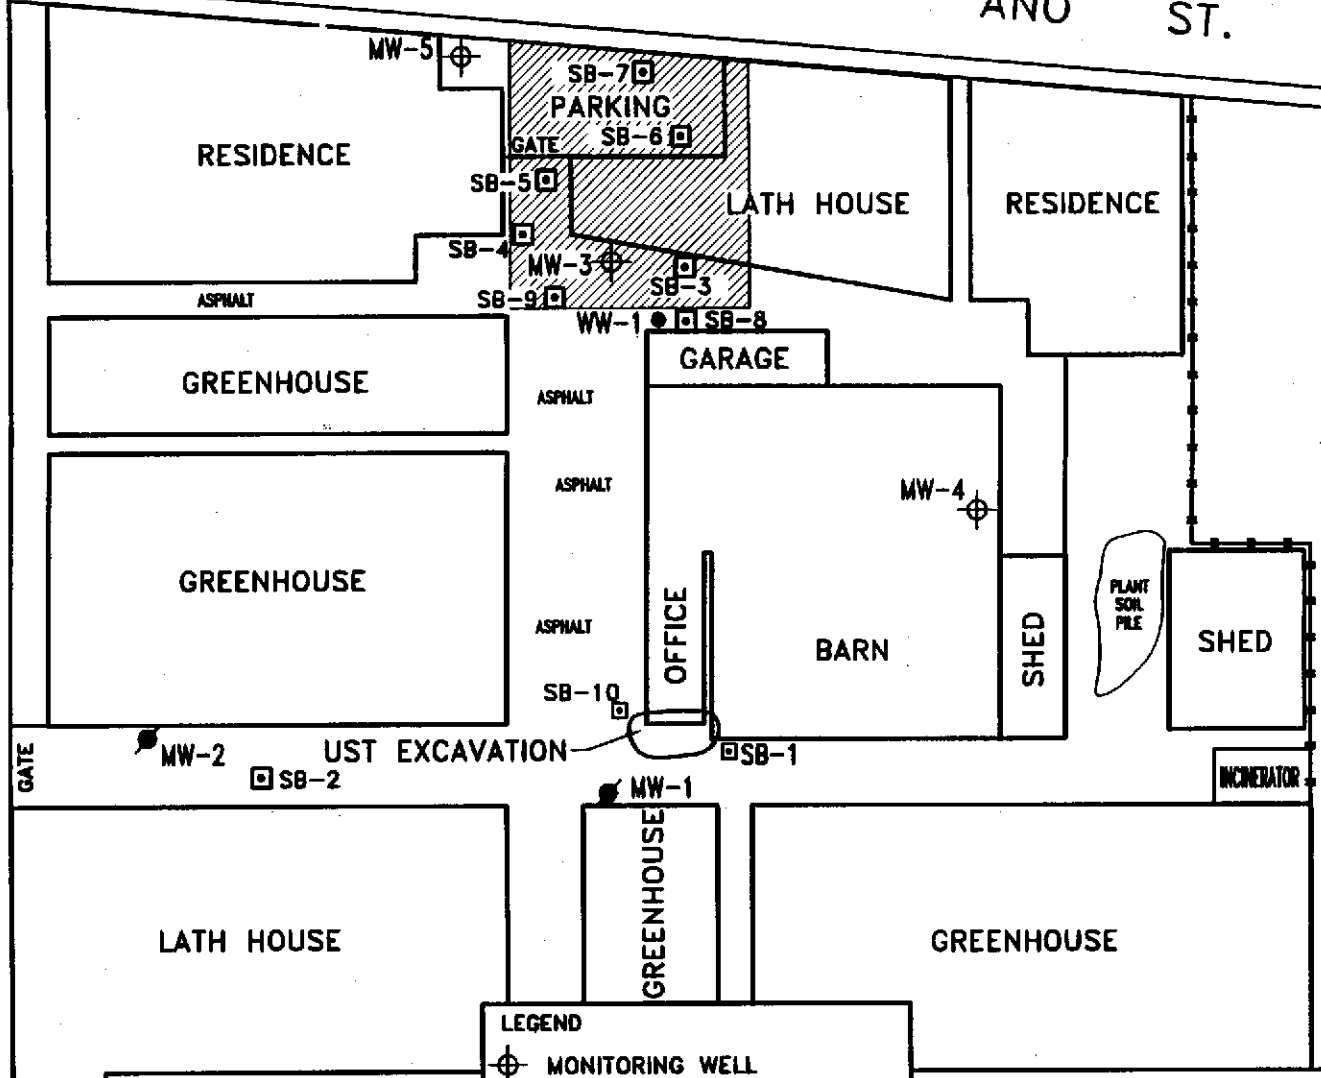 ANO ST.
MW-5
SB-7
PARKING
SB-6
GATE
RESIDENCE
SB-5
LATH HOUSE
RESIDENCE
SB-4
MW-3
SB-3
ASPHALT
SB-9
WW-1
SB-8
GARAGE
GREENHOUSE
ASPHALT
ASPHALT
MW-4
GREENHOUSE
PLANT
SOIL
PILE
ASPHALT
OFFICE
BARN
SHED
SHED
SB-10
MW-2
UST EXCAVATION
SB-1
GATE
SB-2
MW-1
INCINERATOR
GREENHOUSE
LATH HOUSE
GREENHOUSE
LEGEND
MONITORING WELL